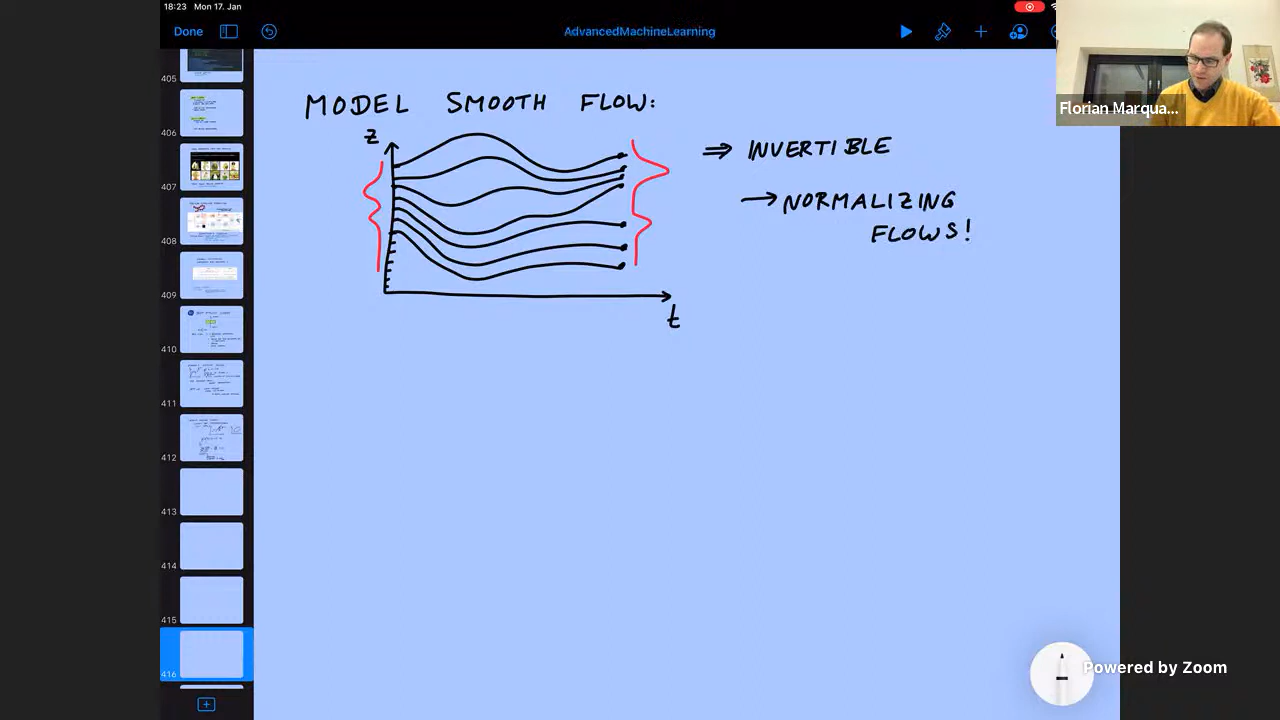 18:23 Mon 17. Jan
Done
AdvancedMachineLearning
Florian Marqua...
MODEL SMOOTH FLOW:
z
t
⇒ INVERTIBLE
→ NORMALIZING
FLOWS!
405
406
407
408
409
410
411
412
413
414
415
416
Powered by Zoom